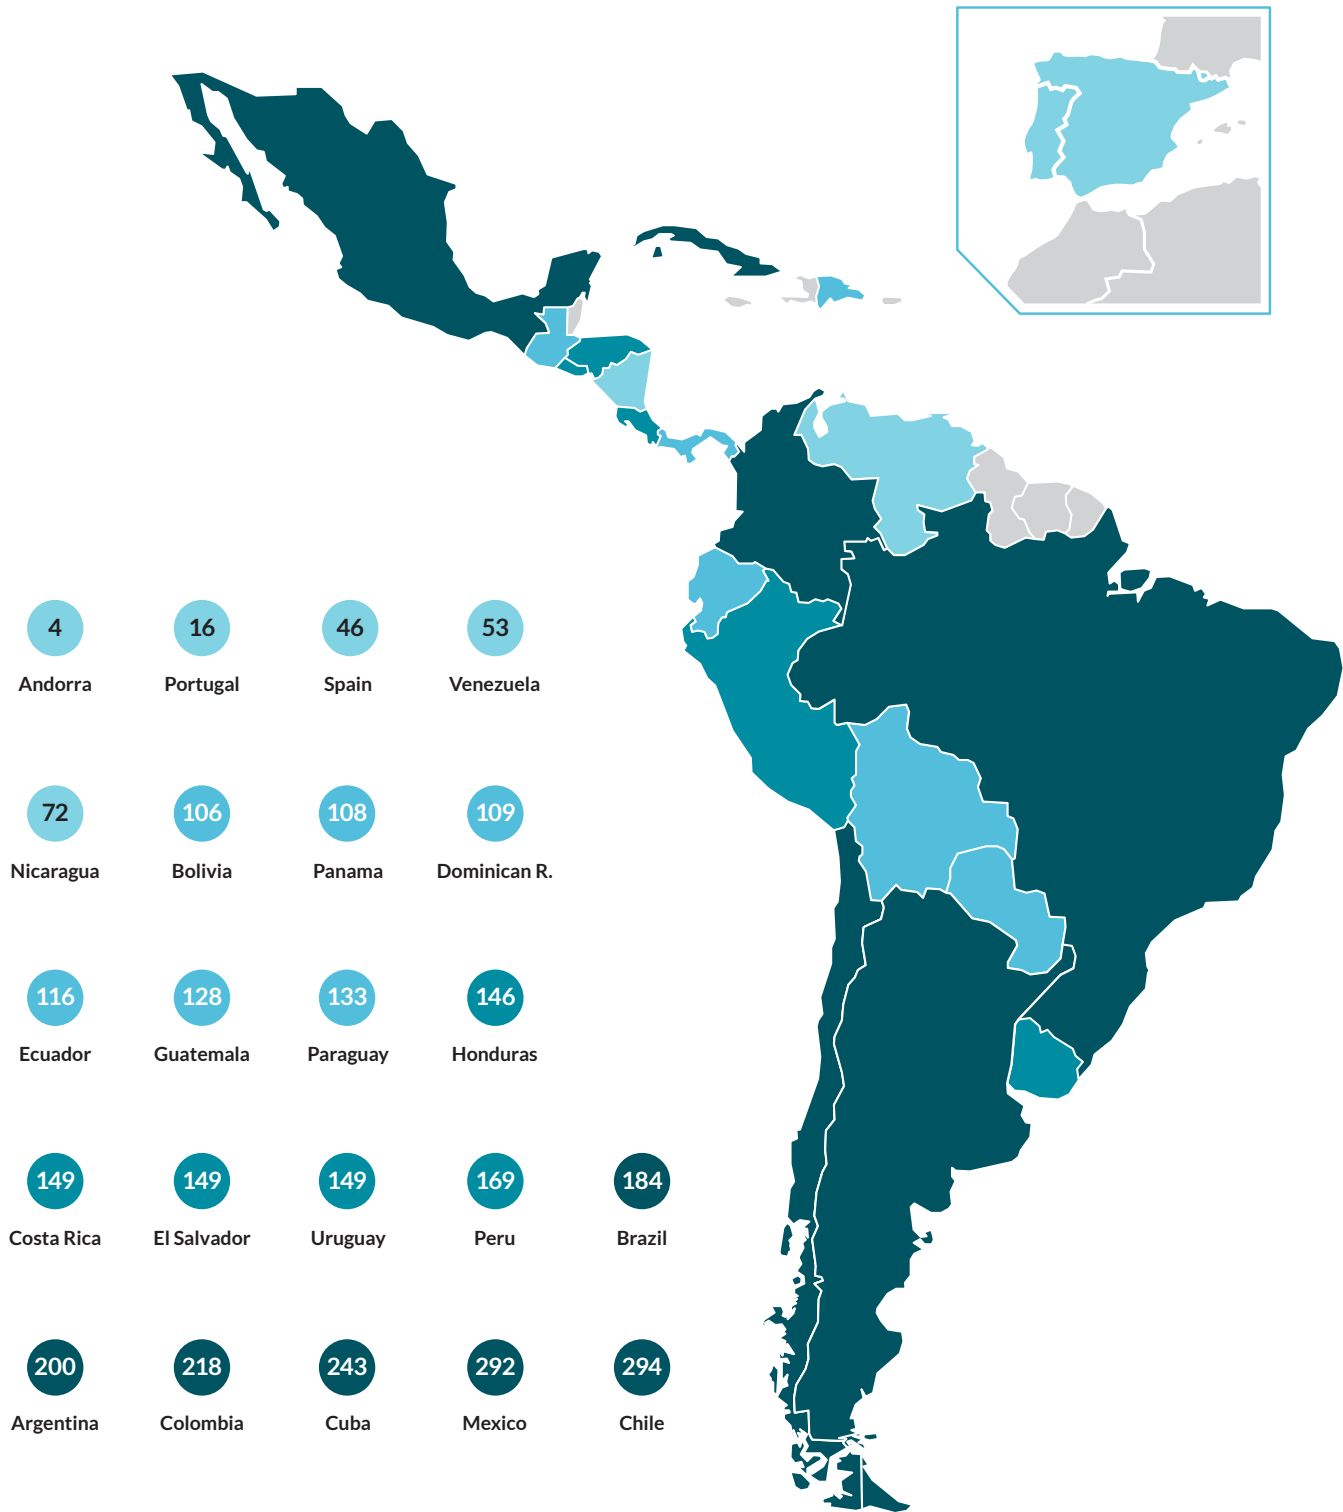 4 16 46 53
Andorra Portugal Spain Venezuela
72 106 108 109
Nicaragua Bolivia Panama Dominican R.
116 128 133 146
Ecuador Guatemala Paraguay Honduras
149 149 149 169 184
Costa Rica El Salvador Uruguay Peru Brazil
200 218 243 292 294
Argentina Colombia Cuba Mexico Chile